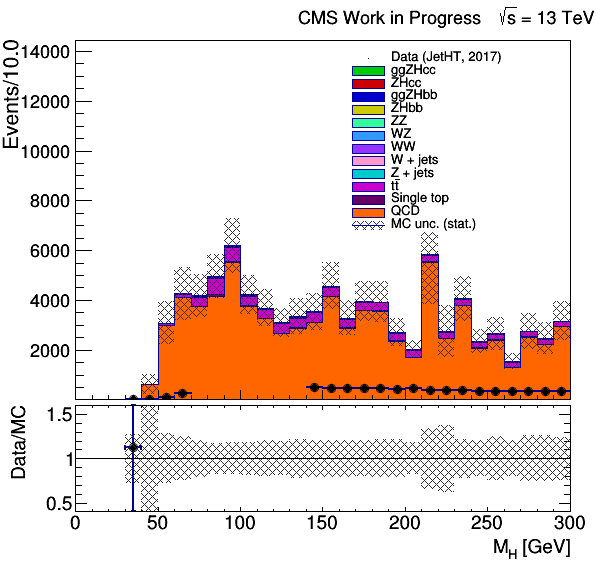 CMS Work in Progress √s = 13 TeV
Events/10.0
14000
12000
10000
8000
6000
4000
2000
Data (JetHT, 2017)
ggZHcc
ZHcc
ggZHbb
ZHbb
ZZ
WZ
WW
W + jets
Z + jets
tt̄
Single top
QCD
MC unc. (stat.)
Data/MC
1.5
1
0.5
0 50 100 150 200 250 300
M_H [GeV]